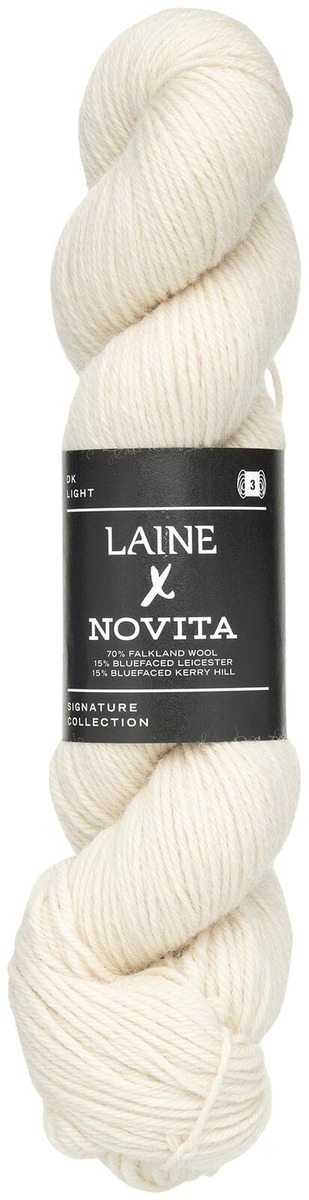 DK
LIGHT
3
LAINE
X
NOVITA
70% FALKLAND WOOL
15% BLUEFACED LEICESTER
15% BLUEFACED KERRY HILL
SIGNATURE
COLLECTION